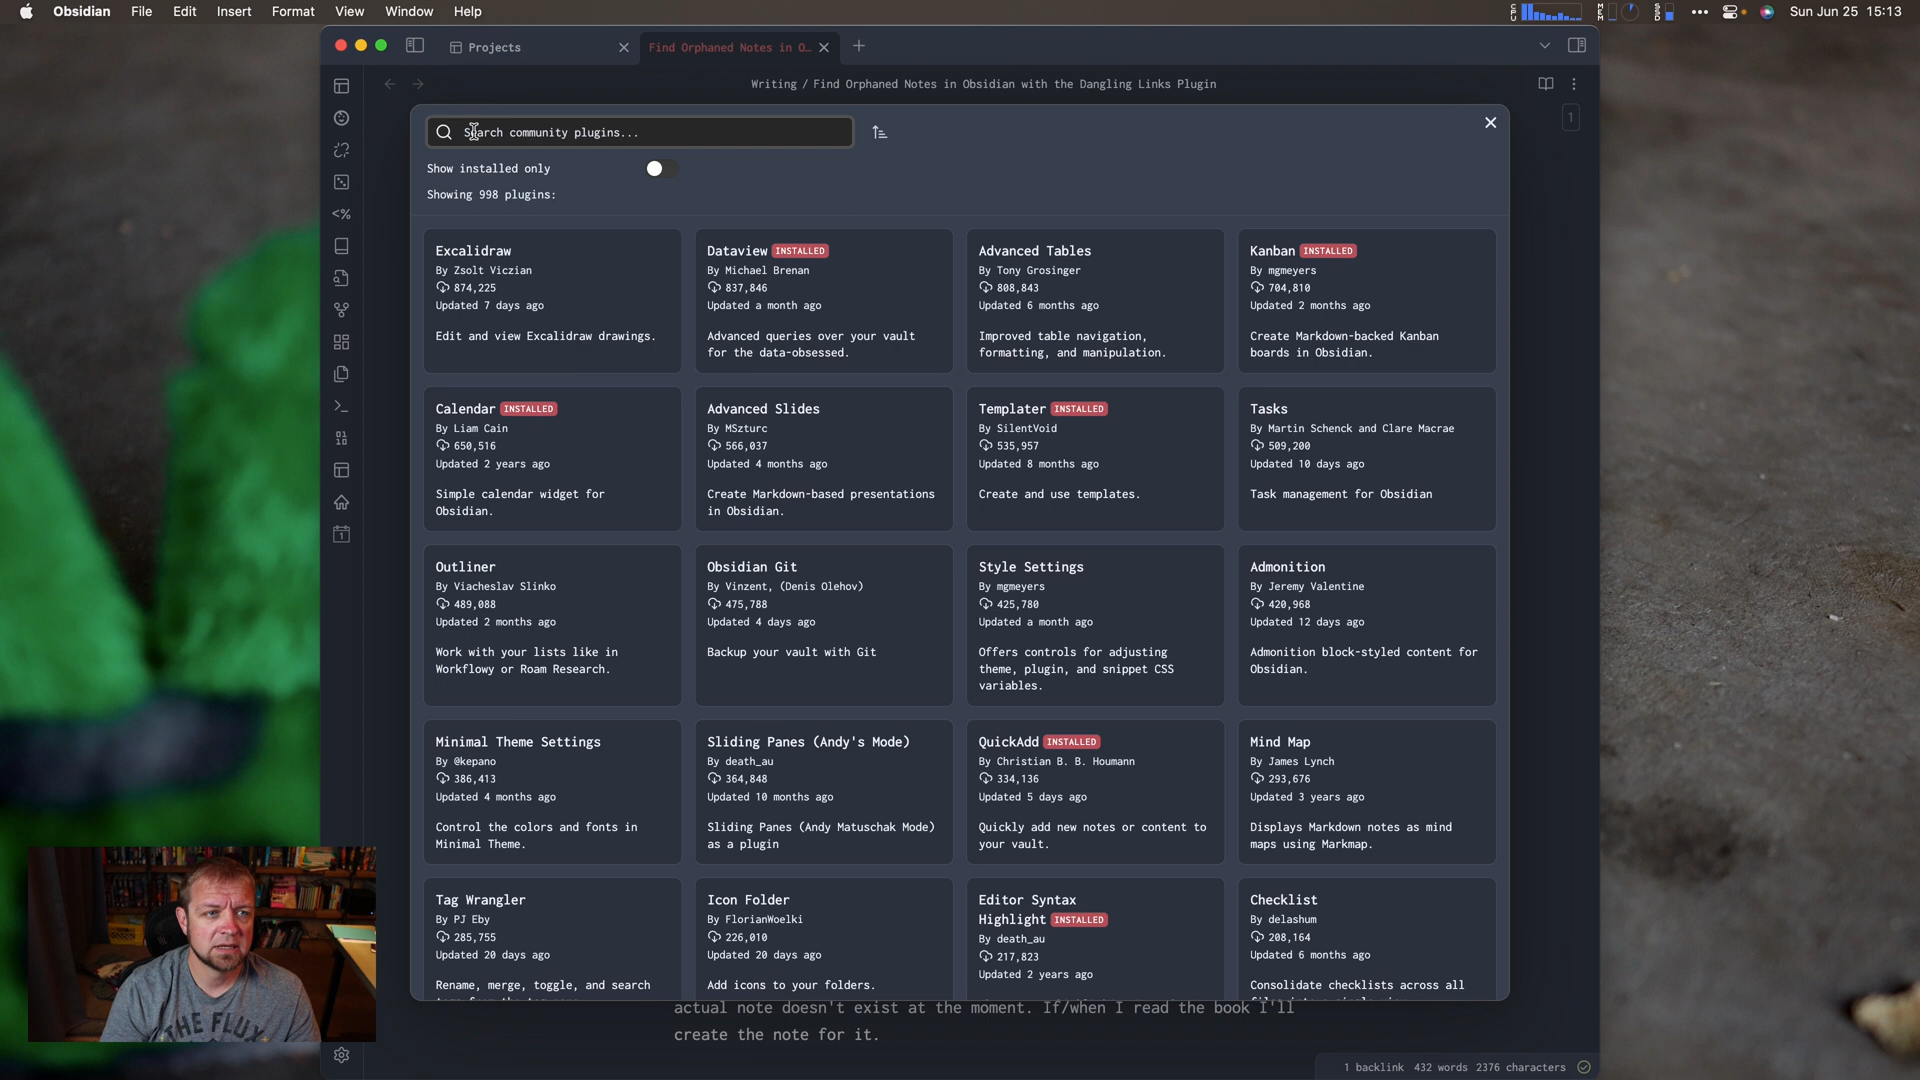 Obsidian File Edit Insert Format View Window Help
CPU MEM SSD Sun Jun 25 15:13
Projects
Find Orphaned Notes in O…
Writing / Find Orphaned Notes in Obsidian with the Dangling Links Plugin
1
Search community plugins...
Show installed only
Showing 998 plugins:
Excalidraw
By Zsolt Viczian
874,225
Updated 7 days ago
Edit and view Excalidraw drawings.
Dataview INSTALLED
By Michael Brenan
837,846
Updated a month ago
Advanced queries over your vault
for the data-obsessed.
Advanced Tables
By Tony Grosinger
808,843
Updated 6 months ago
Improved table navigation,
formatting, and manipulation.
Kanban INSTALLED
By mgmeyers
704,810
Updated 2 months ago
Create Markdown-backed Kanban
boards in Obsidian.
Calendar INSTALLED
By Liam Cain
650,516
Updated 2 years ago
Simple calendar widget for
Obsidian.
Advanced Slides
By MSzturc
566,037
Updated 4 months ago
Create Markdown-based presentations
in Obsidian.
Templater INSTALLED
By SilentVoid
535,957
Updated 8 months ago
Create and use templates.
Tasks
By Martin Schenck and Clare Macrae
509,200
Updated 10 days ago
Task management for Obsidian
Outliner
By Viacheslav Slinko
489,088
Updated 2 months ago
Work with your lists like in
Workflowy or Roam Research.
Obsidian Git
By Vinzent, (Denis Olehov)
475,788
Updated 4 days ago
Backup your vault with Git
Style Settings
By mgmeyers
425,780
Updated a month ago
Offers controls for adjusting
theme, plugin, and snippet CSS
variables.
Admonition
By Jeremy Valentine
420,968
Updated 12 days ago
Admonition block-styled content for
Obsidian.
Minimal Theme Settings
By @kepano
386,413
Updated 4 months ago
Control the colors and fonts in
Minimal Theme.
Sliding Panes (Andy's Mode)
By death_au
364,848
Updated 10 months ago
Sliding Panes (Andy Matuschak Mode)
as a plugin
QuickAdd INSTALLED
By Christian B. B. Houmann
334,136
Updated 5 days ago
Quickly add new notes or content to
your vault.
Mind Map
By James Lynch
293,676
Updated 3 years ago
Displays Markdown notes as mind
maps using Markmap.
Tag Wrangler
By PJ Eby
285,755
Updated 20 days ago
Rename, merge, toggle, and search
Icon Folder
By FlorianWoelki
226,010
Updated 20 days ago
Add icons to your folders.
Editor Syntax
Highlight INSTALLED
By death_au
217,823
Updated 2 years ago
Checklist
By delashum
208,164
Updated 6 months ago
Consolidate checklists across all
actual note doesn't exist at the moment. If/when I read the book I'll
create the note for it.
THE FLUX
1 backlink 432 words 2376 characters